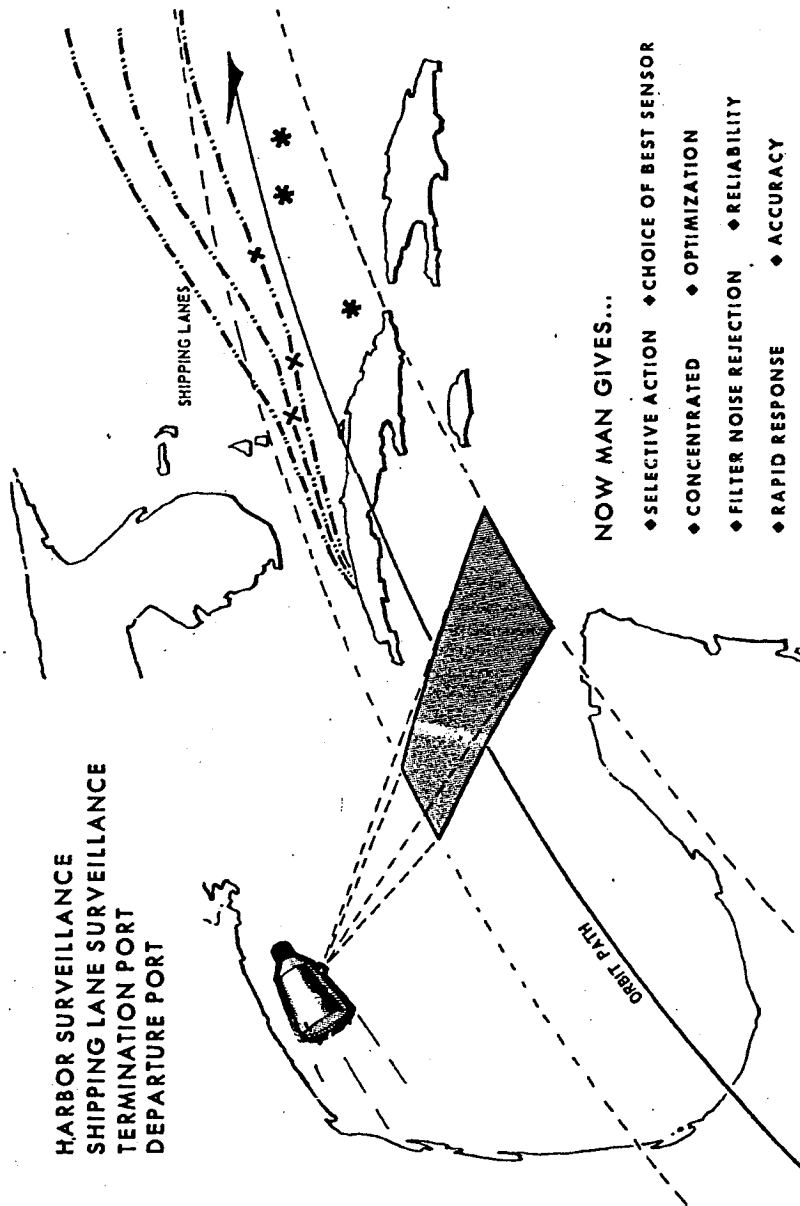 HARBOR SURVEILLANCE
SHIPPING LANE SURVEILLANCE
TERMINATION PORT
DEPARTURE PORT
SHIPPING LANES
ORBIT PATH
NOW MAN GIVES...
◆ SELECTIVE ACTION ◆ CHOICE OF BEST SENSOR
◆ CONCENTRATED ◆ OPTIMIZATION
◆ FILTER NOISE REJECTION ◆ RELIABILITY
◆ RAPID RESPONSE ◆ ACCURACY